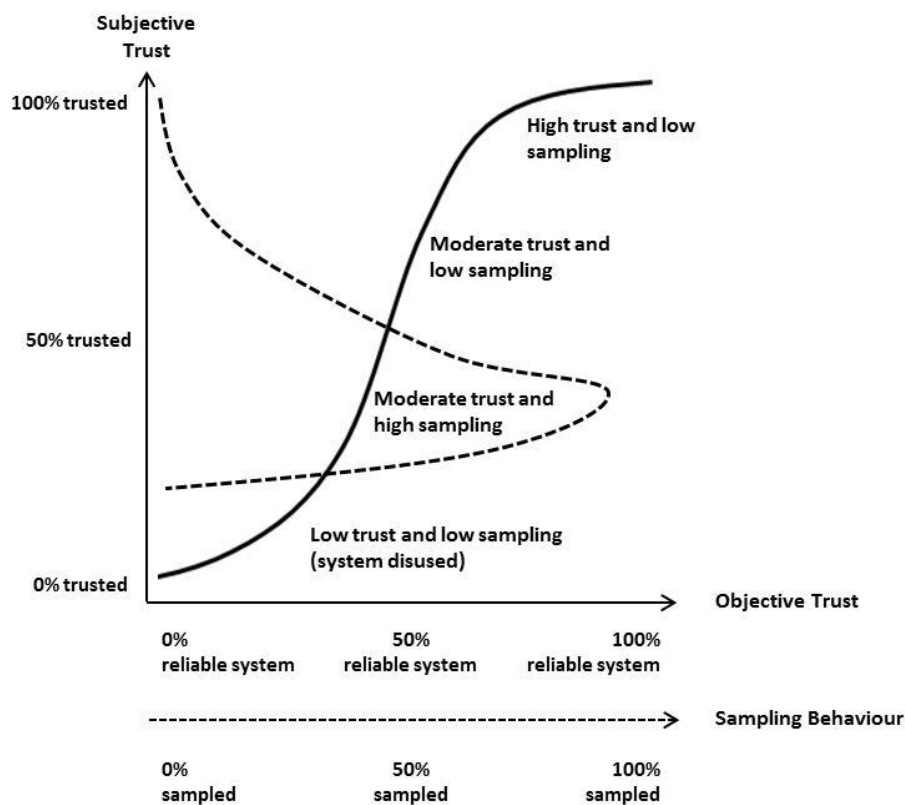 Subjective
Trust
100% trusted
High trust and low
sampling
Moderate trust and
low sampling
50% trusted
Moderate trust and
high sampling
Low trust and low sampling
(system disused)
0% trusted
Objective Trust
0%
reliable system
50%
reliable system
100%
reliable system
Sampling Behaviour
0%
sampled
50%
sampled
100%
sampled